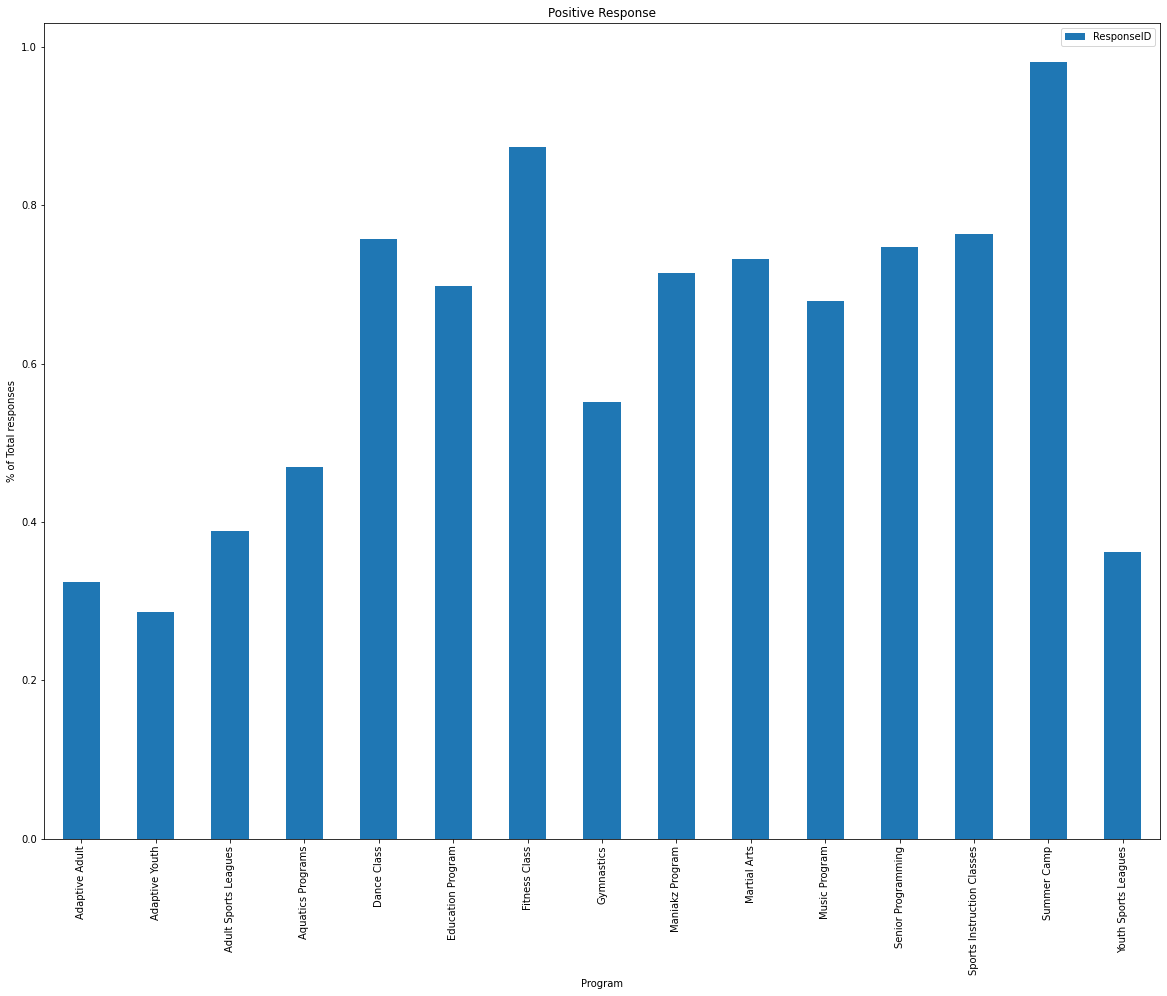 Positive Response
ResponseID
1.0
0.8
0.6
0.4
0.2
0.0
% of Total responses
Adaptive Adult
Adaptive Youth
Adult Sports Leagues
Aquatics Programs
Dance Class
Education Program
Fitness Class
Gymnastics
Maniakz Program
Martial Arts
Music Program
Senior Programming
Sports Instruction Classes
Summer Camp
Youth Sports Leagues
Program